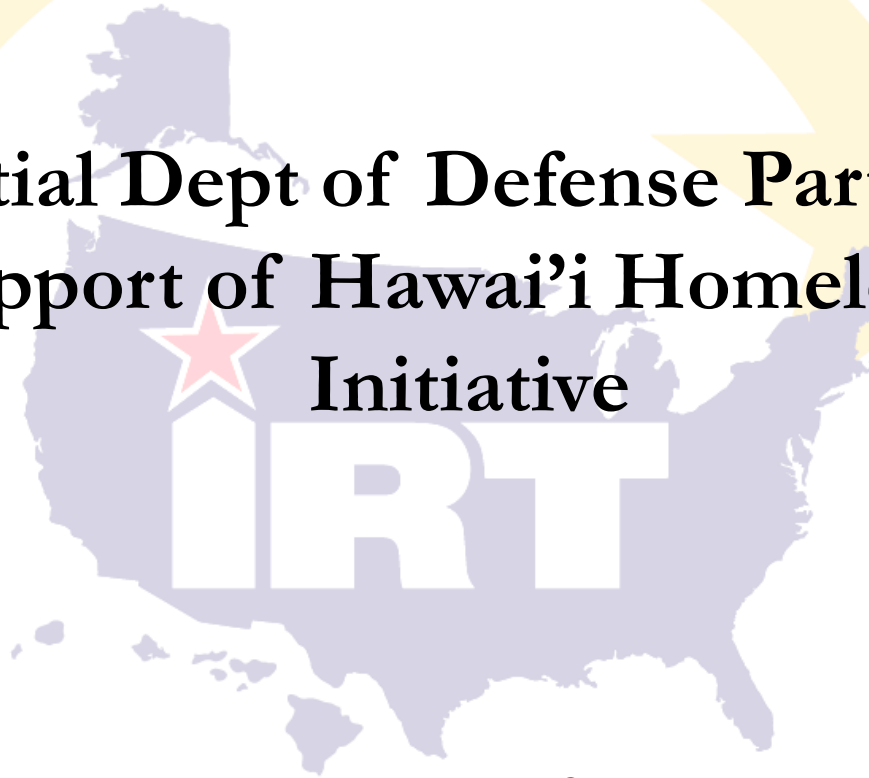 tial Dept of Defense Par
pport of Hawai’i Homel
Initiative
IRT